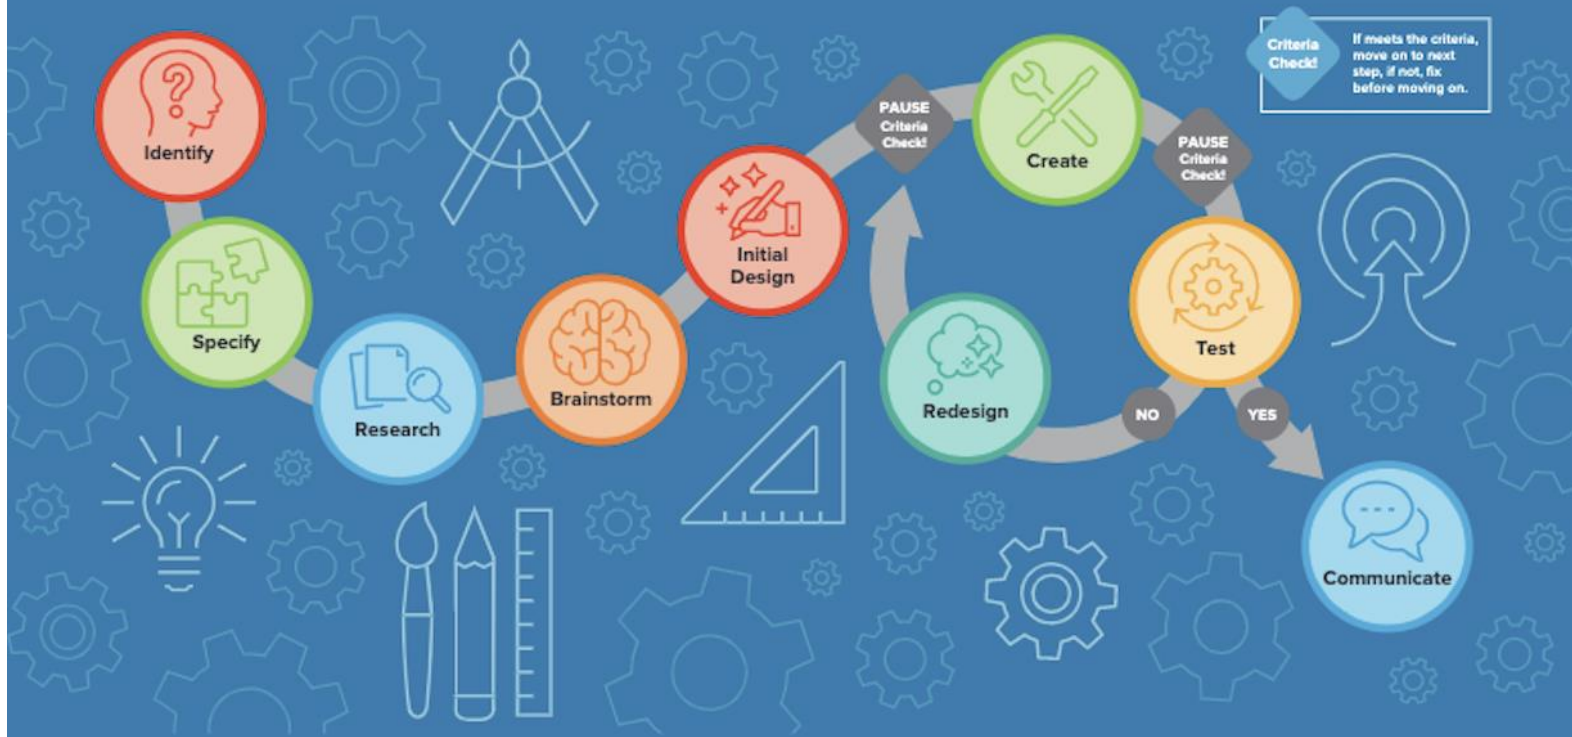 Identify
Specify
Research
Brainstorm
Initial
Design
PAUSE
Criteria
Check!
Create
PAUSE
Criteria
Check!
Test
NO
YES
Redesign
Communicate
Criteria
Check!
If meets the criteria,
move on to next
step, if not, fix
before moving on.